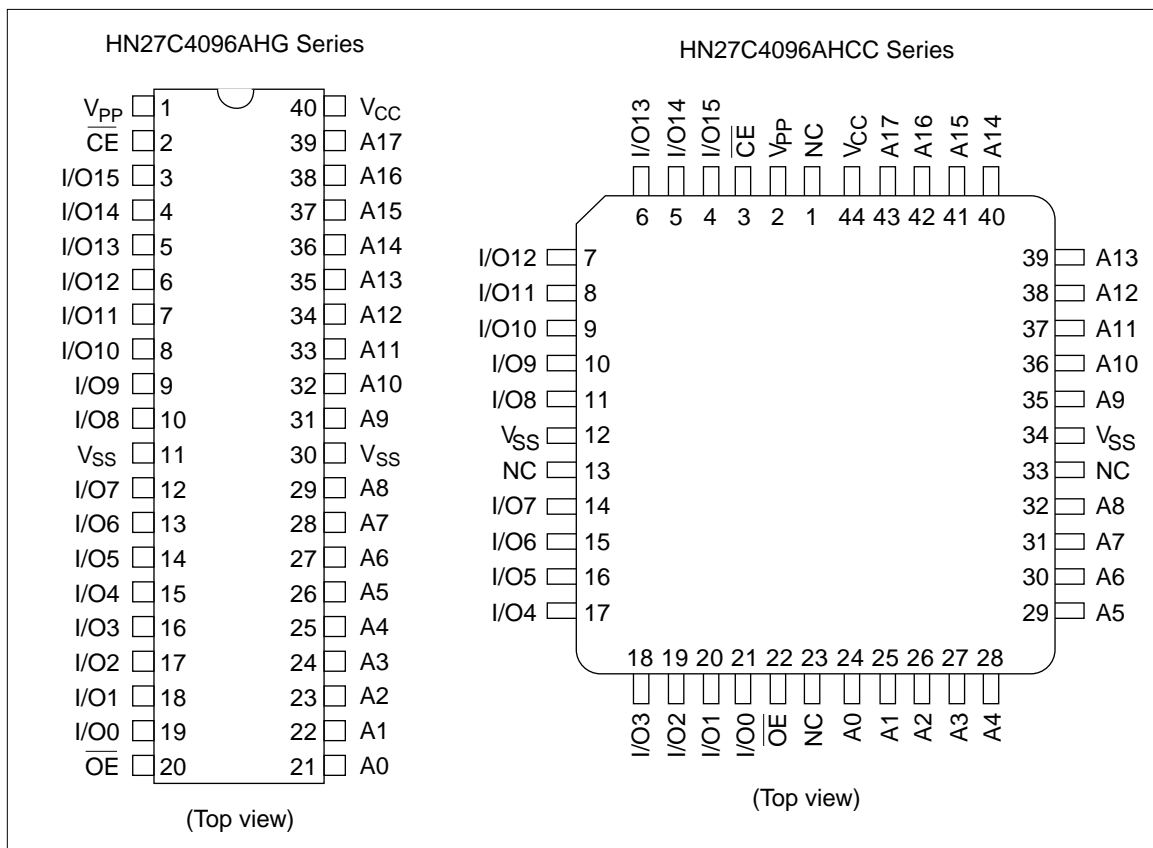 HN27C4096AHG Series
VPP 1 40 VCC
CE 2 39 A17
I/O15 3 38 A16
I/O14 4 37 A15
I/O13 5 36 A14
I/O12 6 35 A13
I/O11 7 34 A12
I/O10 8 33 A11
I/O9 9 32 A10
I/O8 10 31 A9
VSS 11 30 VSS
I/O7 12 29 A8
I/O6 13 28 A7
I/O5 14 27 A6
I/O4 15 26 A5
I/O3 16 25 A4
I/O2 17 24 A3
I/O1 18 23 A2
I/O0 19 22 A1
OE 20 21 A0
(Top view)
HN27C4096AHCC Series
I/O13 I/O14 I/O15 CE VPP NC VCC A17 A16 A15 A14
6 5 4 3 2 1 44 43 42 41 40
I/O12 7 39 A13
I/O11 8 38 A12
I/O10 9 37 A11
I/O9 10 36 A10
I/O8 11 35 A9
VSS 12 34 VSS
NC 13 33 NC
I/O7 14 32 A8
I/O6 15 31 A7
I/O5 16 30 A6
I/O4 17 29 A5
18 19 20 21 22 23 24 25 26 27 28
I/O3 I/O2 I/O1 I/O0 OE NC A0 A1 A2 A3 A4
(Top view)